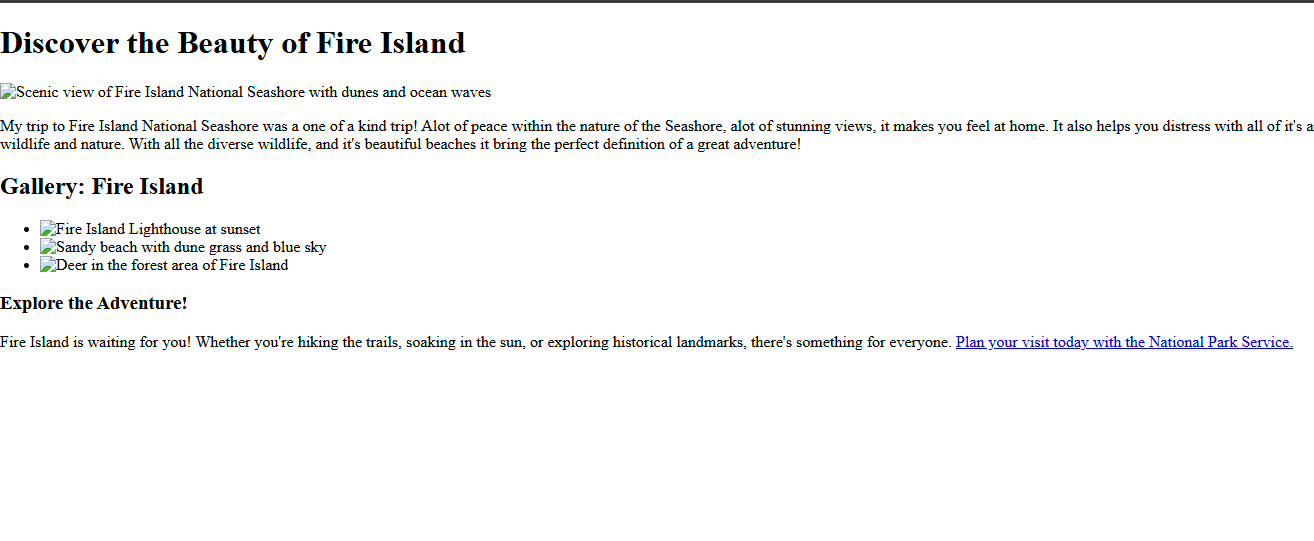 Discover the Beauty of Fire Island
Scenic view of Fire Island National Seashore with dunes and ocean waves
My trip to Fire Island National Seashore was a one of a kind trip! Alot of peace within the nature of the Seashore, alot of stunning views, it makes you feel at home. It also helps you distress with all of it's
wildlife and nature. With all the diverse wildlife, and it's beautiful beaches it bring the perfect definition of a great adventure!
Gallery: Fire Island
Fire Island Lighthouse at sunset
Sandy beach with dune grass and blue sky
Deer in the forest area of Fire Island
Explore the Adventure!
Fire Island is waiting for you! Whether you're hiking the trails, soaking in the sun, or exploring historical landmarks, there's something for everyone. Plan your visit today with the National Park Service.